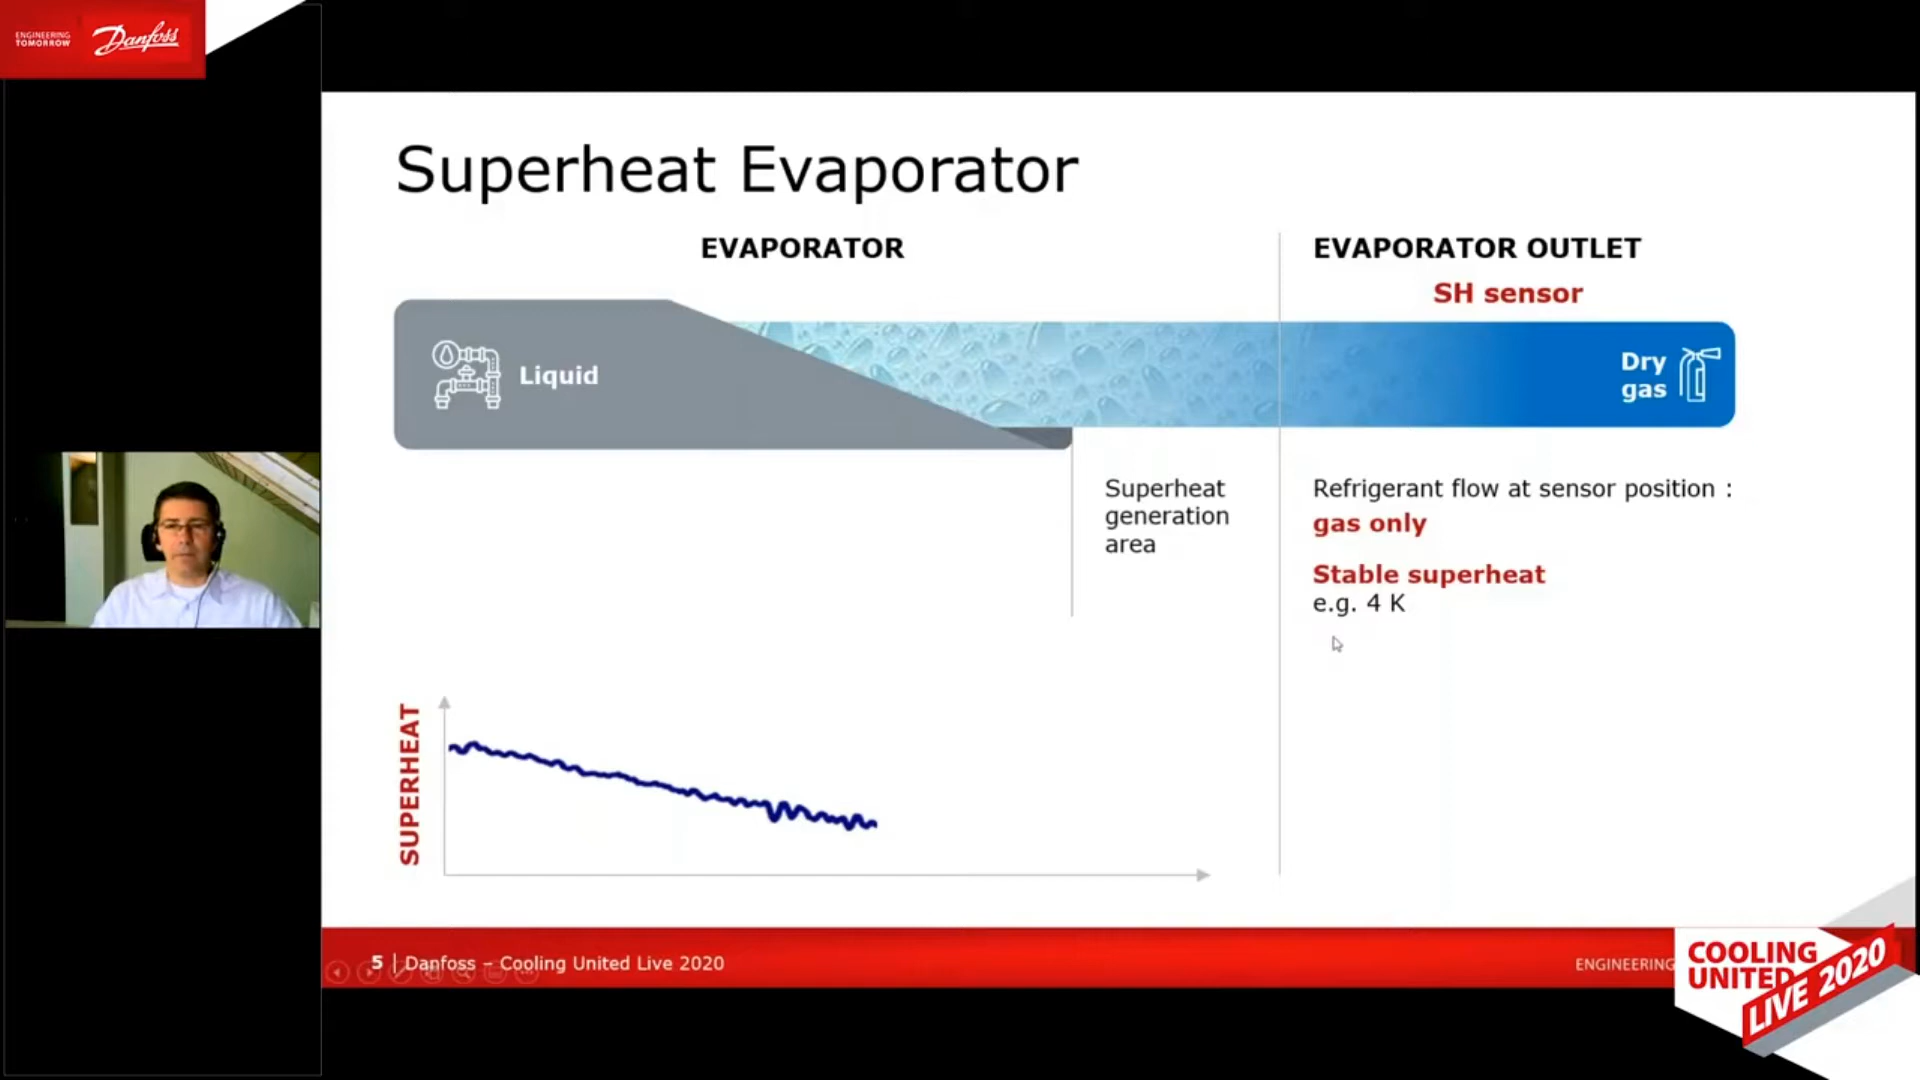 ENGINEERING
TOMORROW
Danfoss
Superheat Evaporator
EVAPORATOR
EVAPORATOR OUTLET
SH sensor
Liquid
Dry
gas
Superheat
generation
area
Refrigerant flow at sensor position :
gas only
Stable superheat
e.g. 4 K
SUPERHEAT
5 | Danfoss – Cooling United Live 2020
ENGINEERING
COOLING
UNITED
LIVE 2020